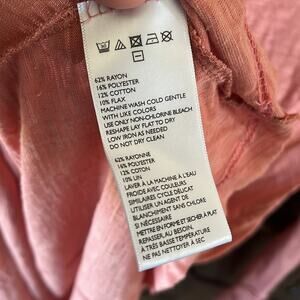 62% RAYON
16% POLYESTER
12% COTTON
10% FLAX
MACHINE WASH COLD GENTLE
WITH LIKE COLORS
USE ONLY NON-CHLORINE BLEACH
RESHAPE LAY FLAT TO DRY
LOW IRON AS NEEDED
DO NOT DRY CLEAN
62% RAYONNE
16% POLYESTER
12% COTON
10% LIN
LAVER À LA MACHINE À L'EAU
FROIDE AVEC COULEURS
SIMILAIRES CYCLE DÉLICAT
UTILISER UN AGENT DE
BLANCHIMENT SANS CHLORE
SI NÉCESSAIRE
METTRE EN FORME ET SÉCHER À PLAT
REPASSER AU BESOIN.
À TRÈS BASSE TEMPÉRATURE
NE PAS NETTOYER À SEC